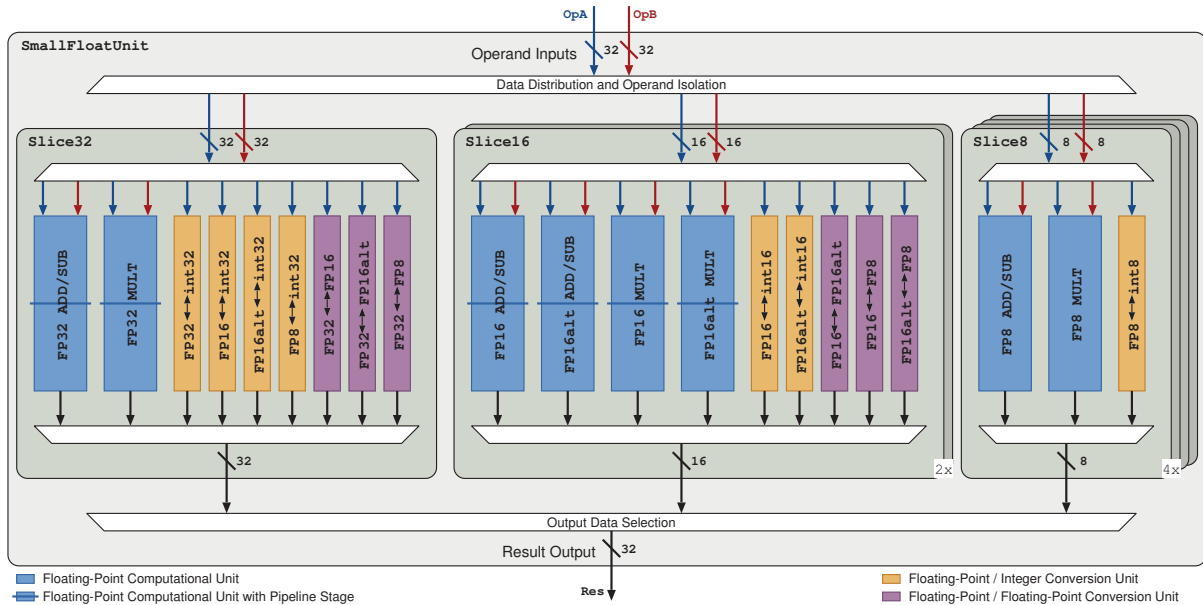 OpA OpB
SmallFloatUnit
Operand Inputs 32 32
Data Distribution and Operand Isolation
Slice32 32 32
Slice16 16 16
Slice8 8 8
FP32 ADD/SUB
FP32 MULT
FP32↔int32
FP16↔int32
FP16alt↔int32
FP8↔int32
FP32↔FP16
FP32↔FP16alt
FP32↔FP8
FP16 ADD/SUB
FP16alt ADD/SUB
FP16 MULT
FP16alt MULT
FP16↔int16
FP16alt↔int16
FP16↔FP16alt
FP16↔FP8
FP16alt↔FP8
FP8 ADD/SUB
FP8 MULT
FP8↔int8
32
16
2x
8
4x
Output Data Selection
Result Output 32
Res
Floating-Point Computational Unit
Floating-Point Computational Unit with Pipeline Stage
Floating-Point / Integer Conversion Unit
Floating-Point / Floating-Point Conversion Unit